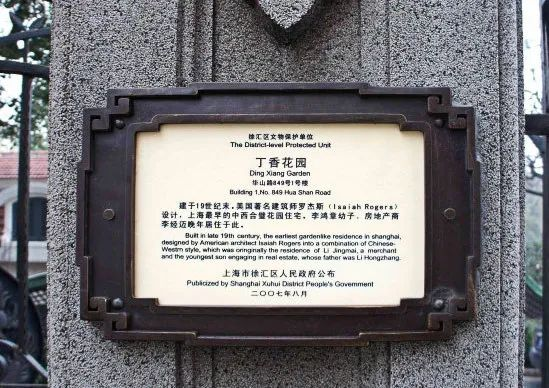 徐汇区文物保护单位
The District-level Protected Unit
丁香花园
Ding Xiang Garden
华山路849号1号楼
Building 1,No. 849 Hua Shan Road
建于19世纪末。美国著名建筑师罗杰斯（Isaiah Rogers）
设计，上海最早的中西合璧花园住宅。李鸿章幼子、房地产商
李经迈晚年居住于此。
Built in late 19th century, the earliest gardenlike residence in shanghai,
designed by American architect Isaiah Rogers into a combination of Chinese-
Westrn style, which was oringinally the residence of Li Jingmai, a merchant
and the youngest son engaging in real estate, whose father was Li Hongzhang.
上海市徐汇区人民政府公布
Publicized by Shanghai Xuhui District People's Government
二〇〇七年八月